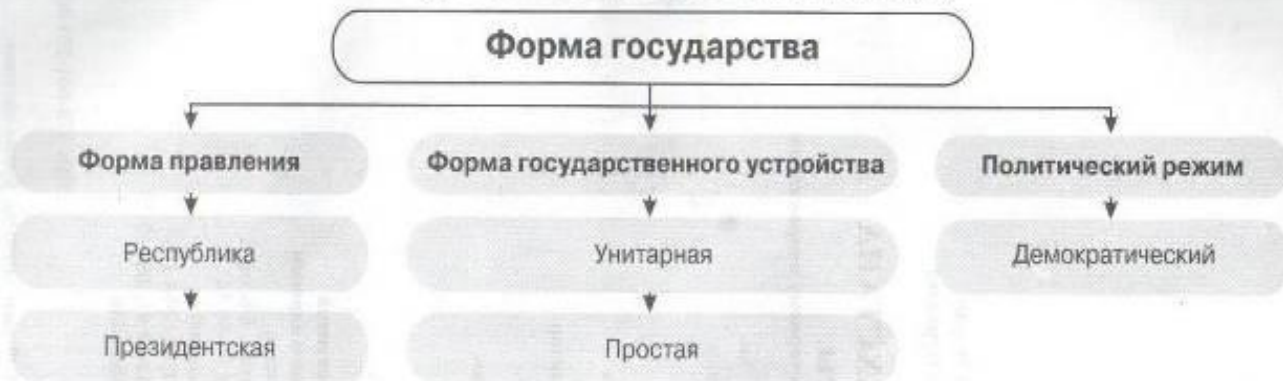 Форма государства
Форма правления
Форма государственного устройства
Политический режим
Республика
Унитарная
Демократический
Президентская
Простая